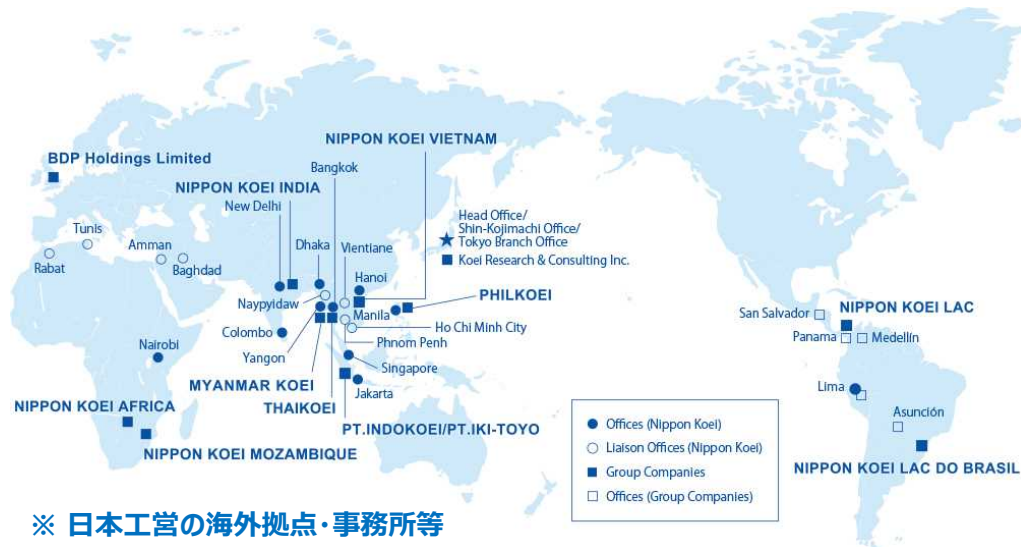 NIPPON KOEI VIETNAM
BDP Holdings Limited
Bangkok
NIPPON KOEI INDIA
New Delhi
Head Office/
Shin-Kojimachi Office/
Tokyo Branch Office
Koei Research & Consulting Inc.
Tunis
Dhaka
Vientiane
Amman
Rabat
Baghdad
Hanoi
Naypyidaw
PHILKOEI
Manila
San Salvador
NIPPON KOEI LAC
Colombo
Ho Chi Minh City
Panama
Medellín
Nairobi
Yangon
Phnom Penh
Singapore
MYANMAR KOEI
Jakarta
Lima
THAIKOEI
Asunción
NIPPON KOEI AFRICA
PT.INDOKOEI/PT.IKI-TOYO
NIPPON KOEI MOZAMBIQUE
NIPPON KOEI LAC DO BRASIL
Offices (Nippon Koei)
Liaison Offices (Nippon Koei)
Group Companies
Offices (Group Companies)
※ 日本工営の海外拠点・事務所等